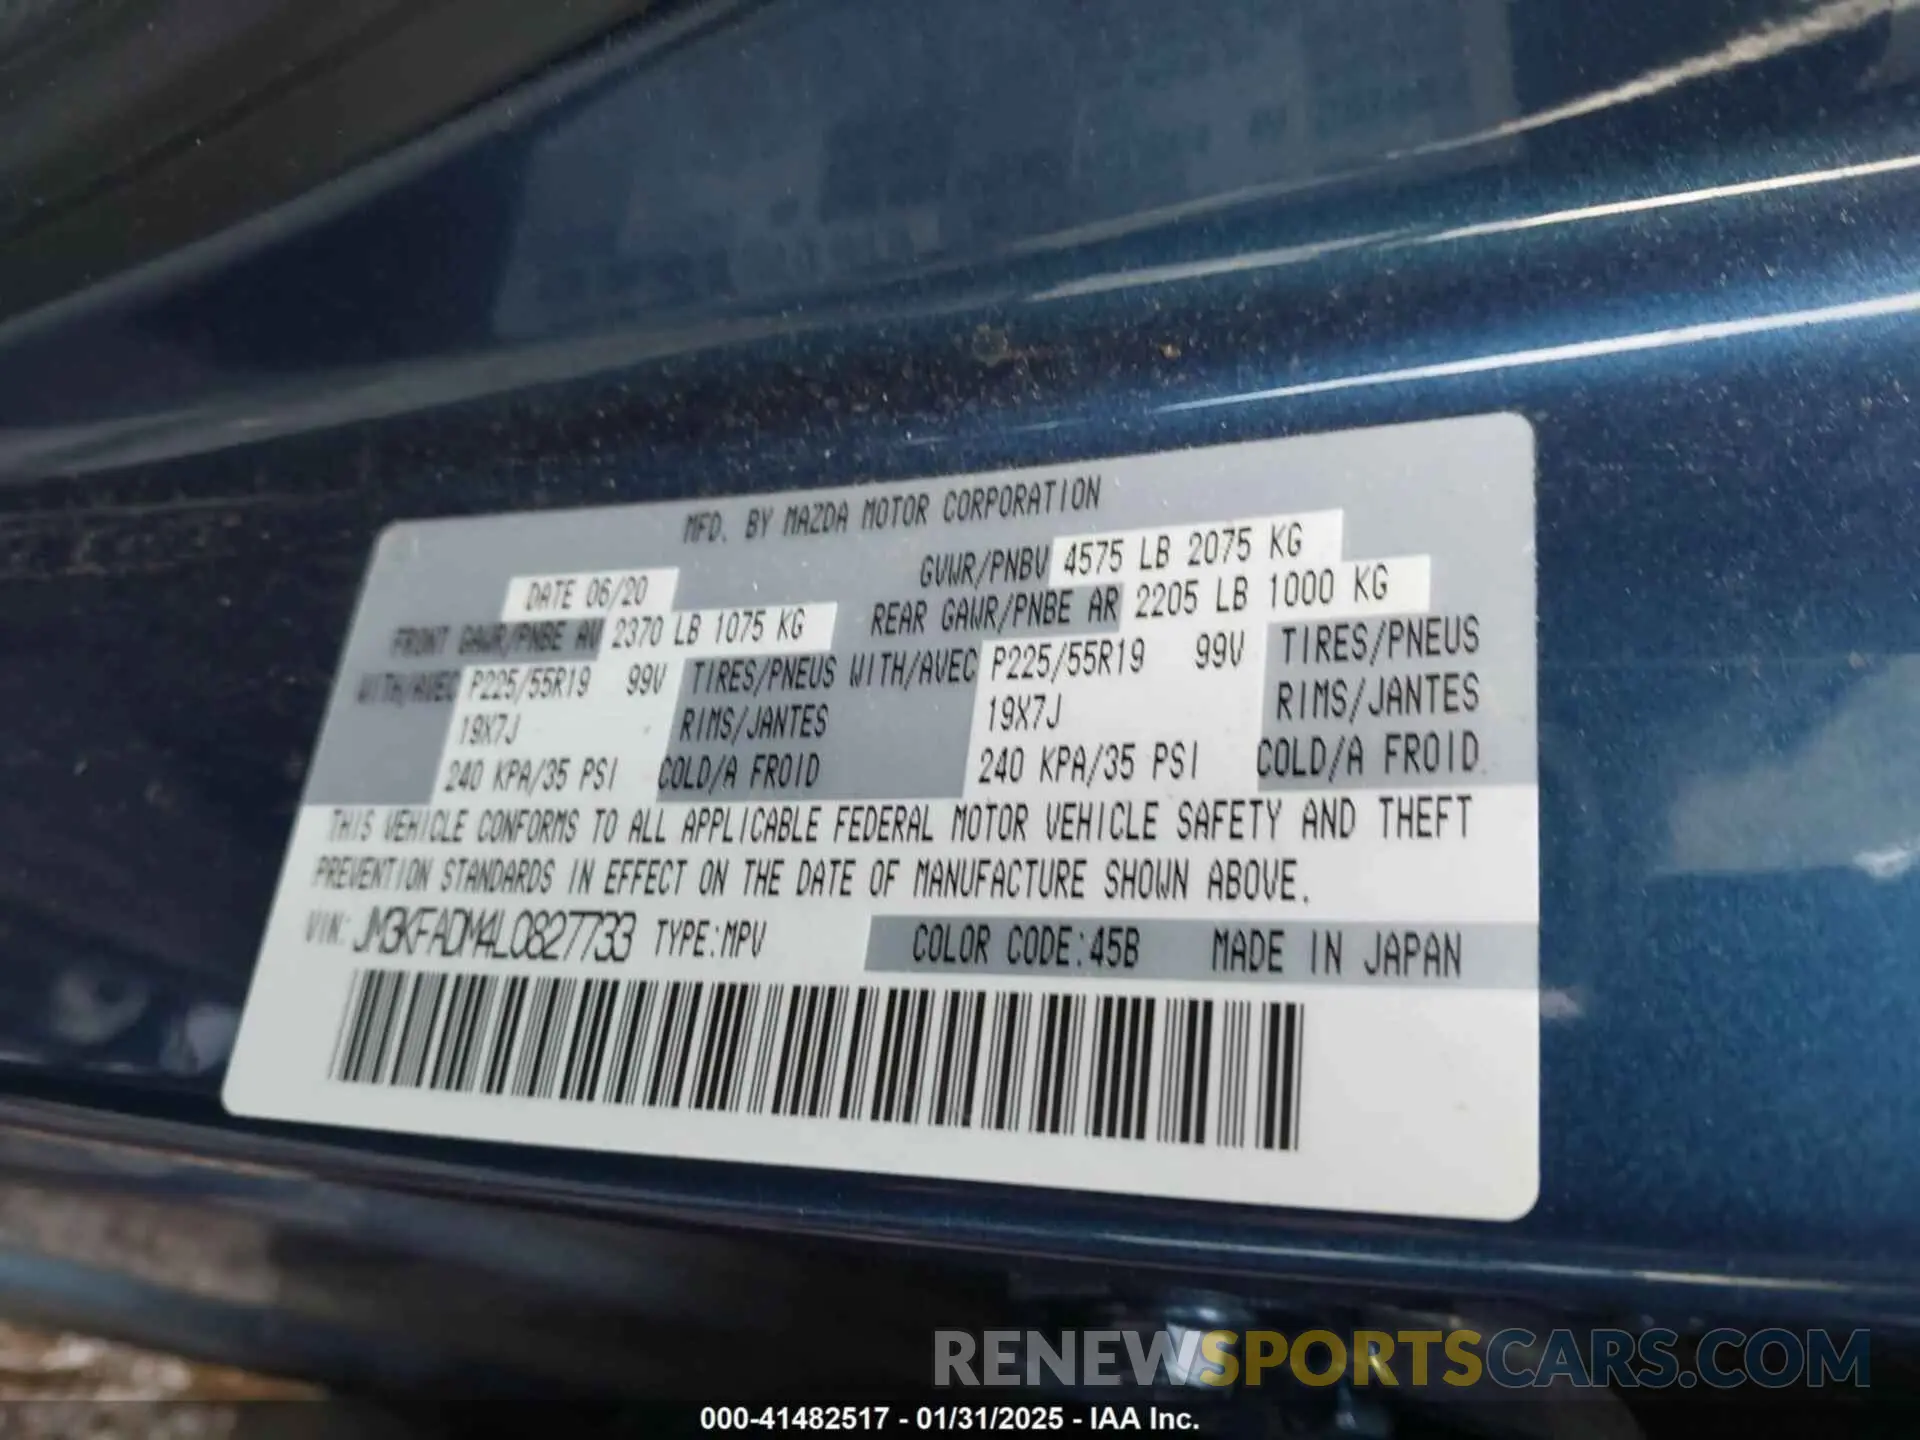 MFD. BY MAZDA MOTOR CORPORATION
DATE 06/20 GVWR/PNBV 4575 LB 2075 KG
FRONT GAWR/PNBE AV 2370 LB 1075 KG REAR GAWR/PNBE AR 2205 LB 1000 KG
WITH/AVEC P225/55R19 99V TIRES/PNEUS WITH/AVEC P225/55R19 99V TIRES/PNEUS
19X7J RIMS/JANTES 19X7J RIMS/JANTES
240 KPA/35 PSI COLD/A FROID 240 KPA/35 PSI COLD/A FROID
THIS VEHICLE CONFORMS TO ALL APPLICABLE FEDERAL MOTOR VEHICLE SAFETY AND THEFT
PREVENTION STANDARDS IN EFFECT ON THE DATE OF MANUFACTURE SHOWN ABOVE.
VIN: JM3KFADM4L0827733 TYPE:MPV COLOR CODE:45B MADE IN JAPAN
RENEWSPORTSCARS.COM
000-41482517 - 01/31/2025 - IAA Inc.